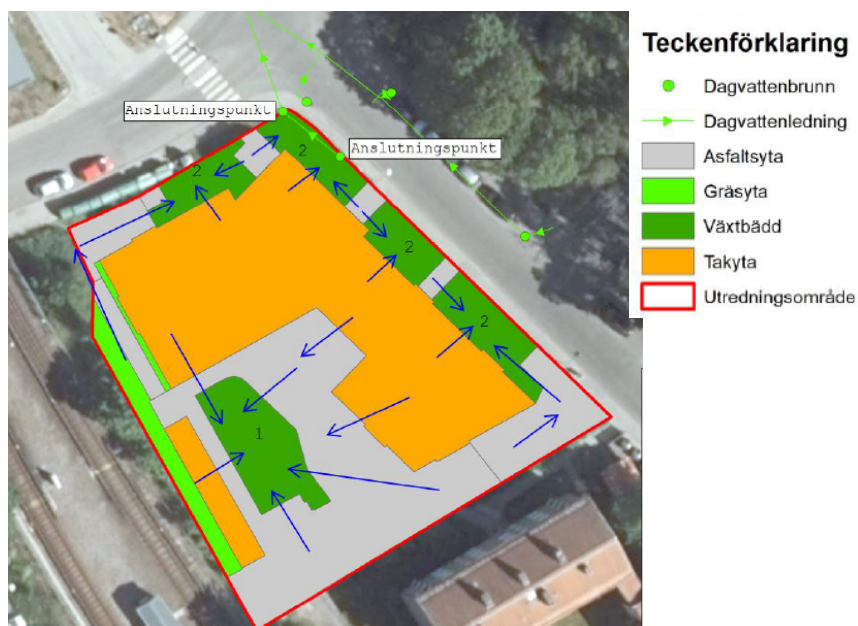 Anslutningspunkt
Anslutningspunkt
2
2
2
2
1
Teckenförklaring
Dagvattenbrunn
Dagvattenledning
Asfaltsyta
Gräsyta
Växtbädd
Takyta
Utredningsområde